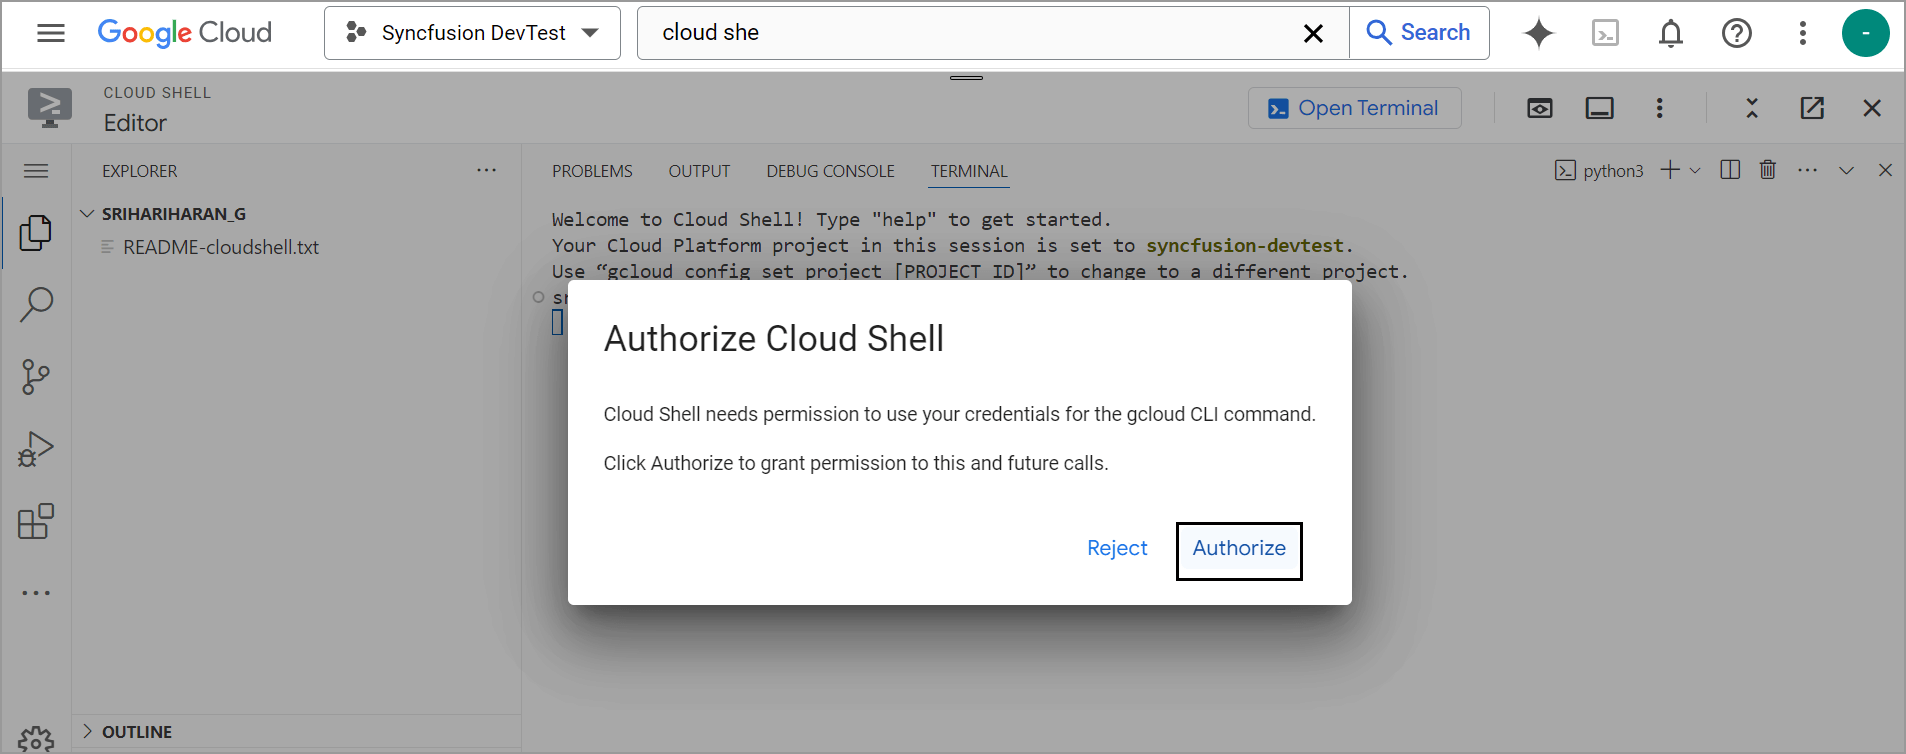 Google Cloud
Syncfusion DevTest
cloud she
Search
-
CLOUD SHELL
Editor
Open Terminal
EXPLORER
PROBLEMS OUTPUT DEBUG CONSOLE TERMINAL
python3
SRIHARIHARAN_G
README-cloudshell.txt
Welcome to Cloud Shell! Type "help" to get started.
Your Cloud Platform project in this session is set to syncfusion-devtest.
Use “gcloud config set project [PROJECT ID]” to change to a different project.
Authorize Cloud Shell
Cloud Shell needs permission to use your credentials for the gcloud CLI command.
Click Authorize to grant permission to this and future calls.
Reject Authorize
OUTLINE